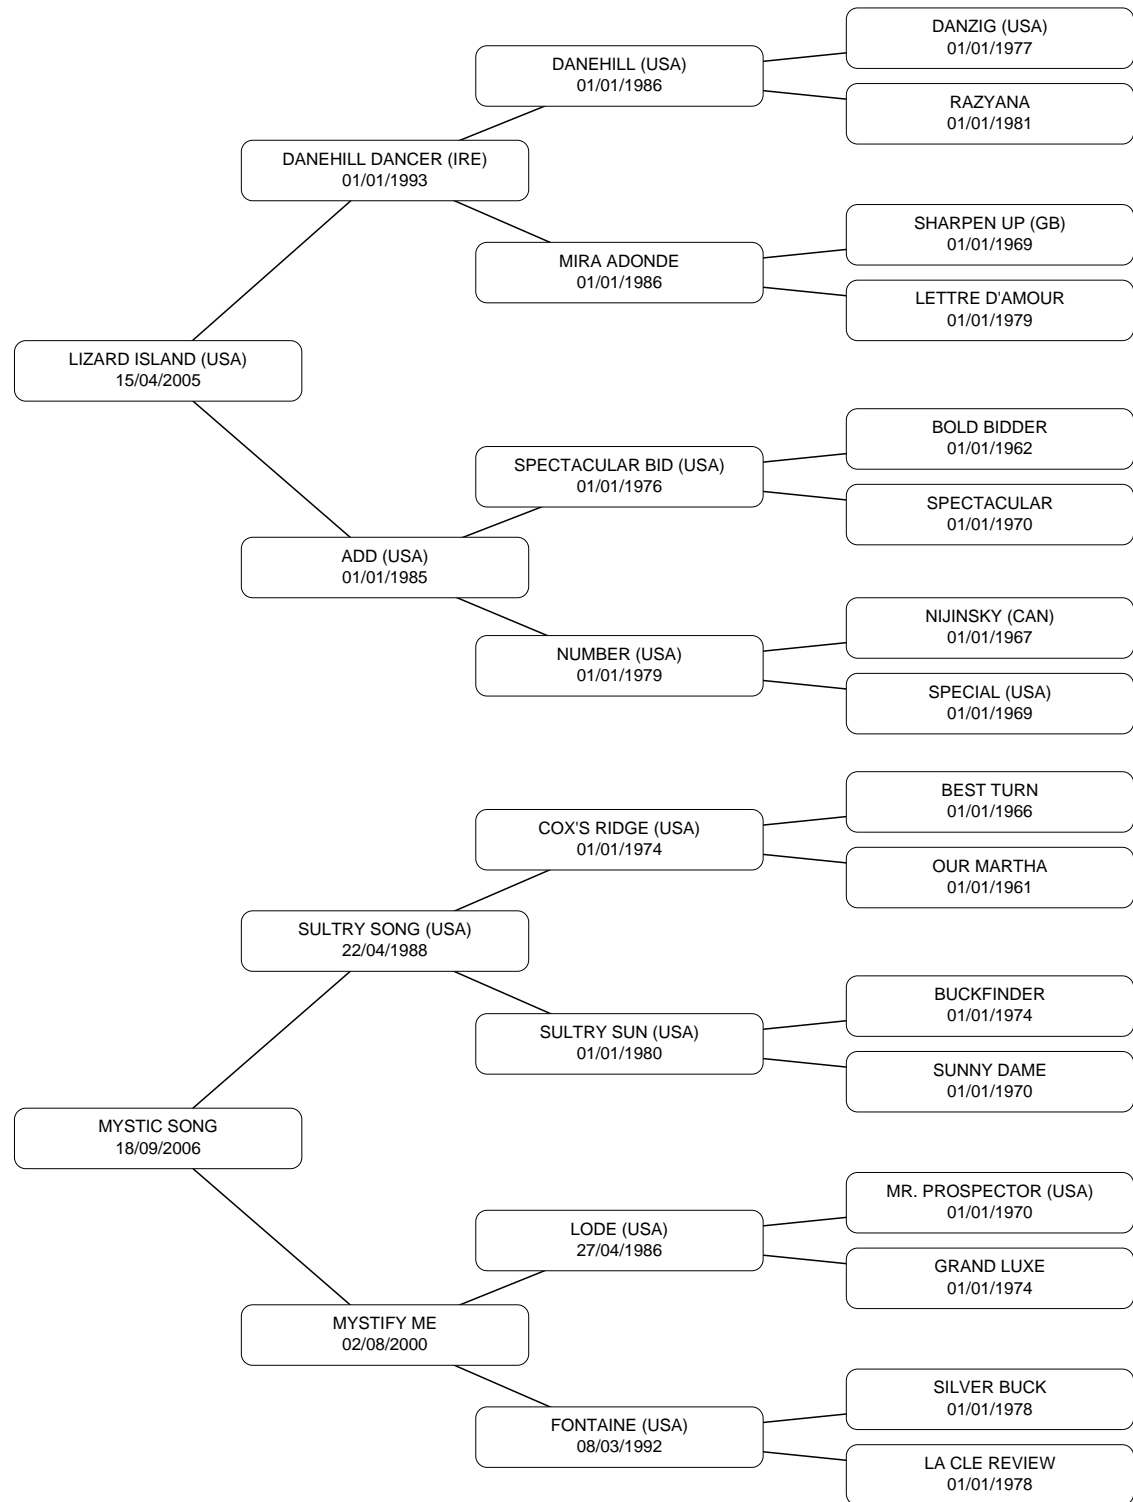 DANZIG (USA)
01/01/1977
DANEHILL (USA)
01/01/1986
RAZYANA
01/01/1981
DANEHILL DANCER (IRE)
01/01/1993
SHARPEN UP (GB)
01/01/1969
MIRA ADONDE
01/01/1986
LETTRE D'AMOUR
01/01/1979
LIZARD ISLAND (USA)
15/04/2005
BOLD BIDDER
01/01/1962
SPECTACULAR BID (USA)
01/01/1976
SPECTACULAR
01/01/1970
ADD (USA)
01/01/1985
NIJINSKY (CAN)
01/01/1967
NUMBER (USA)
01/01/1979
SPECIAL (USA)
01/01/1969
BEST TURN
01/01/1966
COX'S RIDGE (USA)
01/01/1974
OUR MARTHA
01/01/1961
SULTRY SONG (USA)
22/04/1988
BUCKFINDER
01/01/1974
SULTRY SUN (USA)
01/01/1980
SUNNY DAME
01/01/1970
MYSTIC SONG
18/09/2006
MR. PROSPECTOR (USA)
01/01/1970
LODE (USA)
27/04/1986
GRAND LUXE
01/01/1974
MYSTIFY ME
02/08/2000
SILVER BUCK
01/01/1978
FONTAINE (USA)
08/03/1992
LA CLE REVIEW
01/01/1978